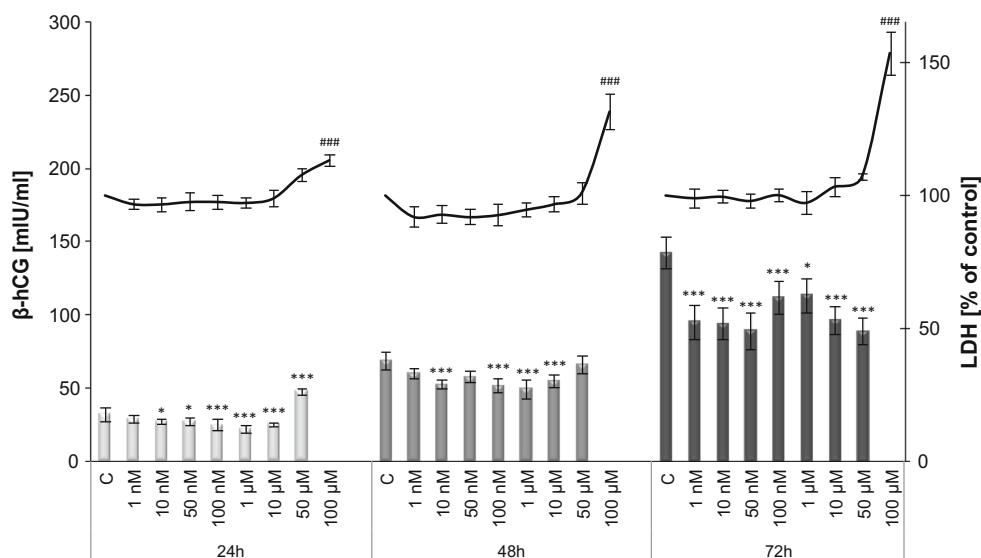 300
250
200
150
100
50
0
β-hCG [mIU/ml]
150
100
50
0
LDH [% of control]
###
###
###
* * *** *** *** ***
*** *** *** ***
*** *** *** *** * *** ***
C 1 nM 10 nM 50 nM 100 nM 1 µM 10 µM 50 µM 100 µM
C 1 nM 10 nM 50 nM 100 nM 1 µM 10 µM 50 µM 100 µM
C 1 nM 10 nM 50 nM 100 nM 1 µM 10 µM 50 µM 100 µM
24h 48h 72h